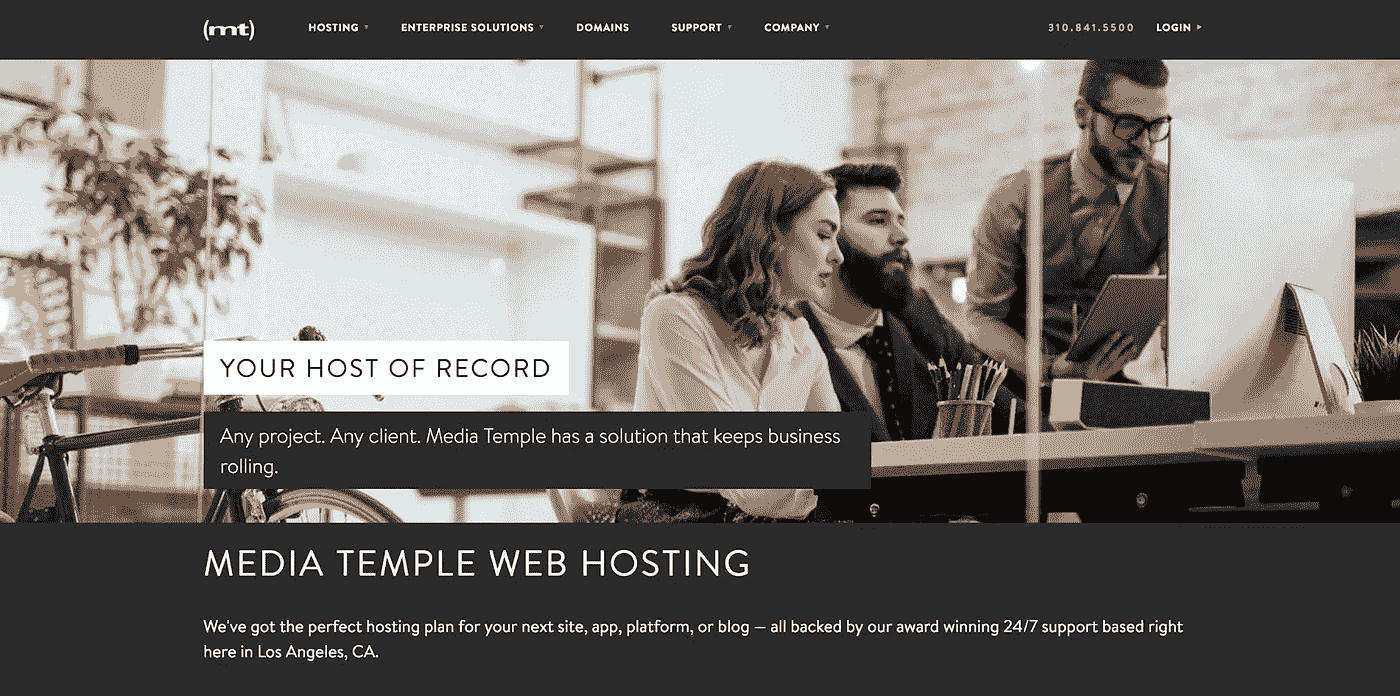 (mt) HOSTING ENTERPRISE SOLUTIONS DOMAINS SUPPORT COMPANY 310.841.5500 LOGIN
YOUR HOST OF RECORD
Any project. Any client. Media Temple has a solution that keeps business
rolling.
MEDIA TEMPLE WEB HOSTING
We've got the perfect hosting plan for your next site, app, platform, or blog — all backed by our award winning 24/7 support based right
here in Los Angeles, CA.